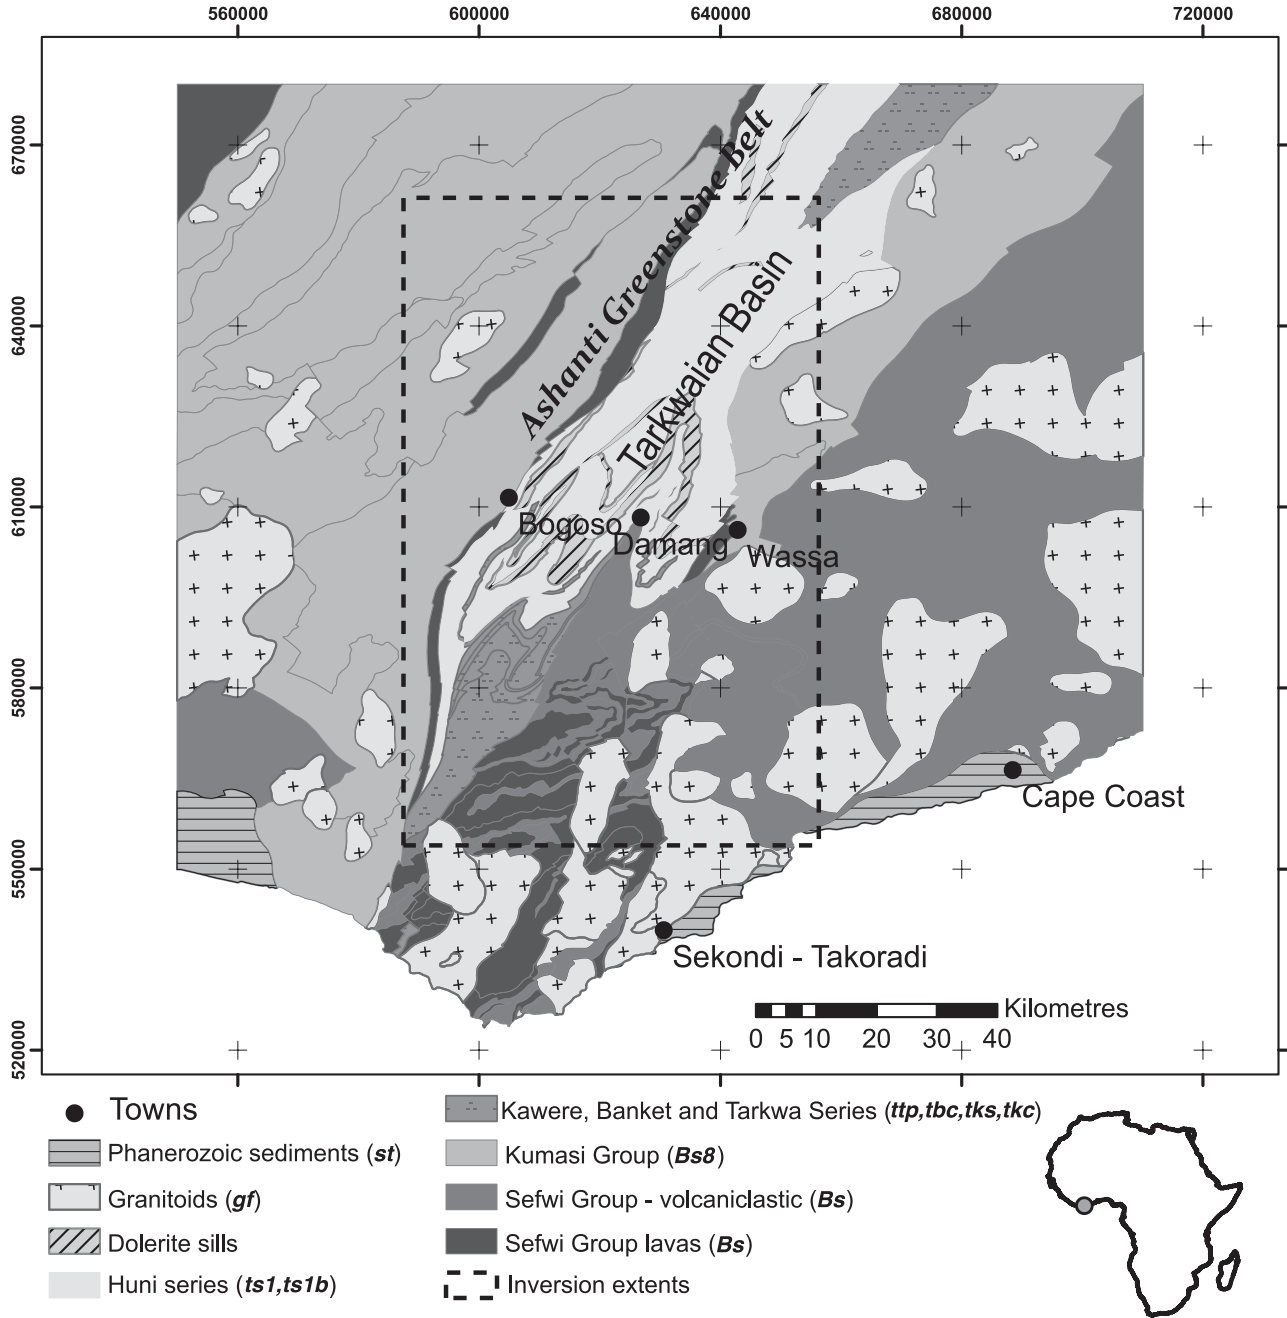 560000 600000 640000 680000 720000
670000
640000
610000
580000
550000
520000
Ashanti Greenstone Belt
Tarkwaian Basin
Bogoso
Damang
Wassa
Cape Coast
Sekondi - Takoradi
Kilometres
0 5 10 20 30 40
Towns
Phanerozoic sediments (st)
Granitoids (gf)
Dolerite sills
Huni series (ts1,ts1b)
Kawere, Banket and Tarkwa Series (ttp,tbc,tks,tkc)
Kumasi Group (Bs8)
Sefwi Group - volcaniclastic (Bs)
Sefwi Group lavas (Bs)
Inversion extents